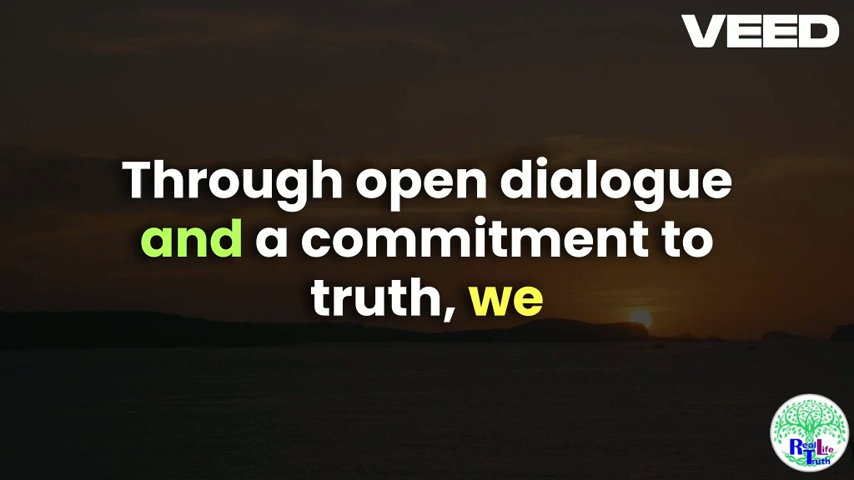 VEED
Through open dialogue
and a commitment to
truth, we
Real Life
Truth